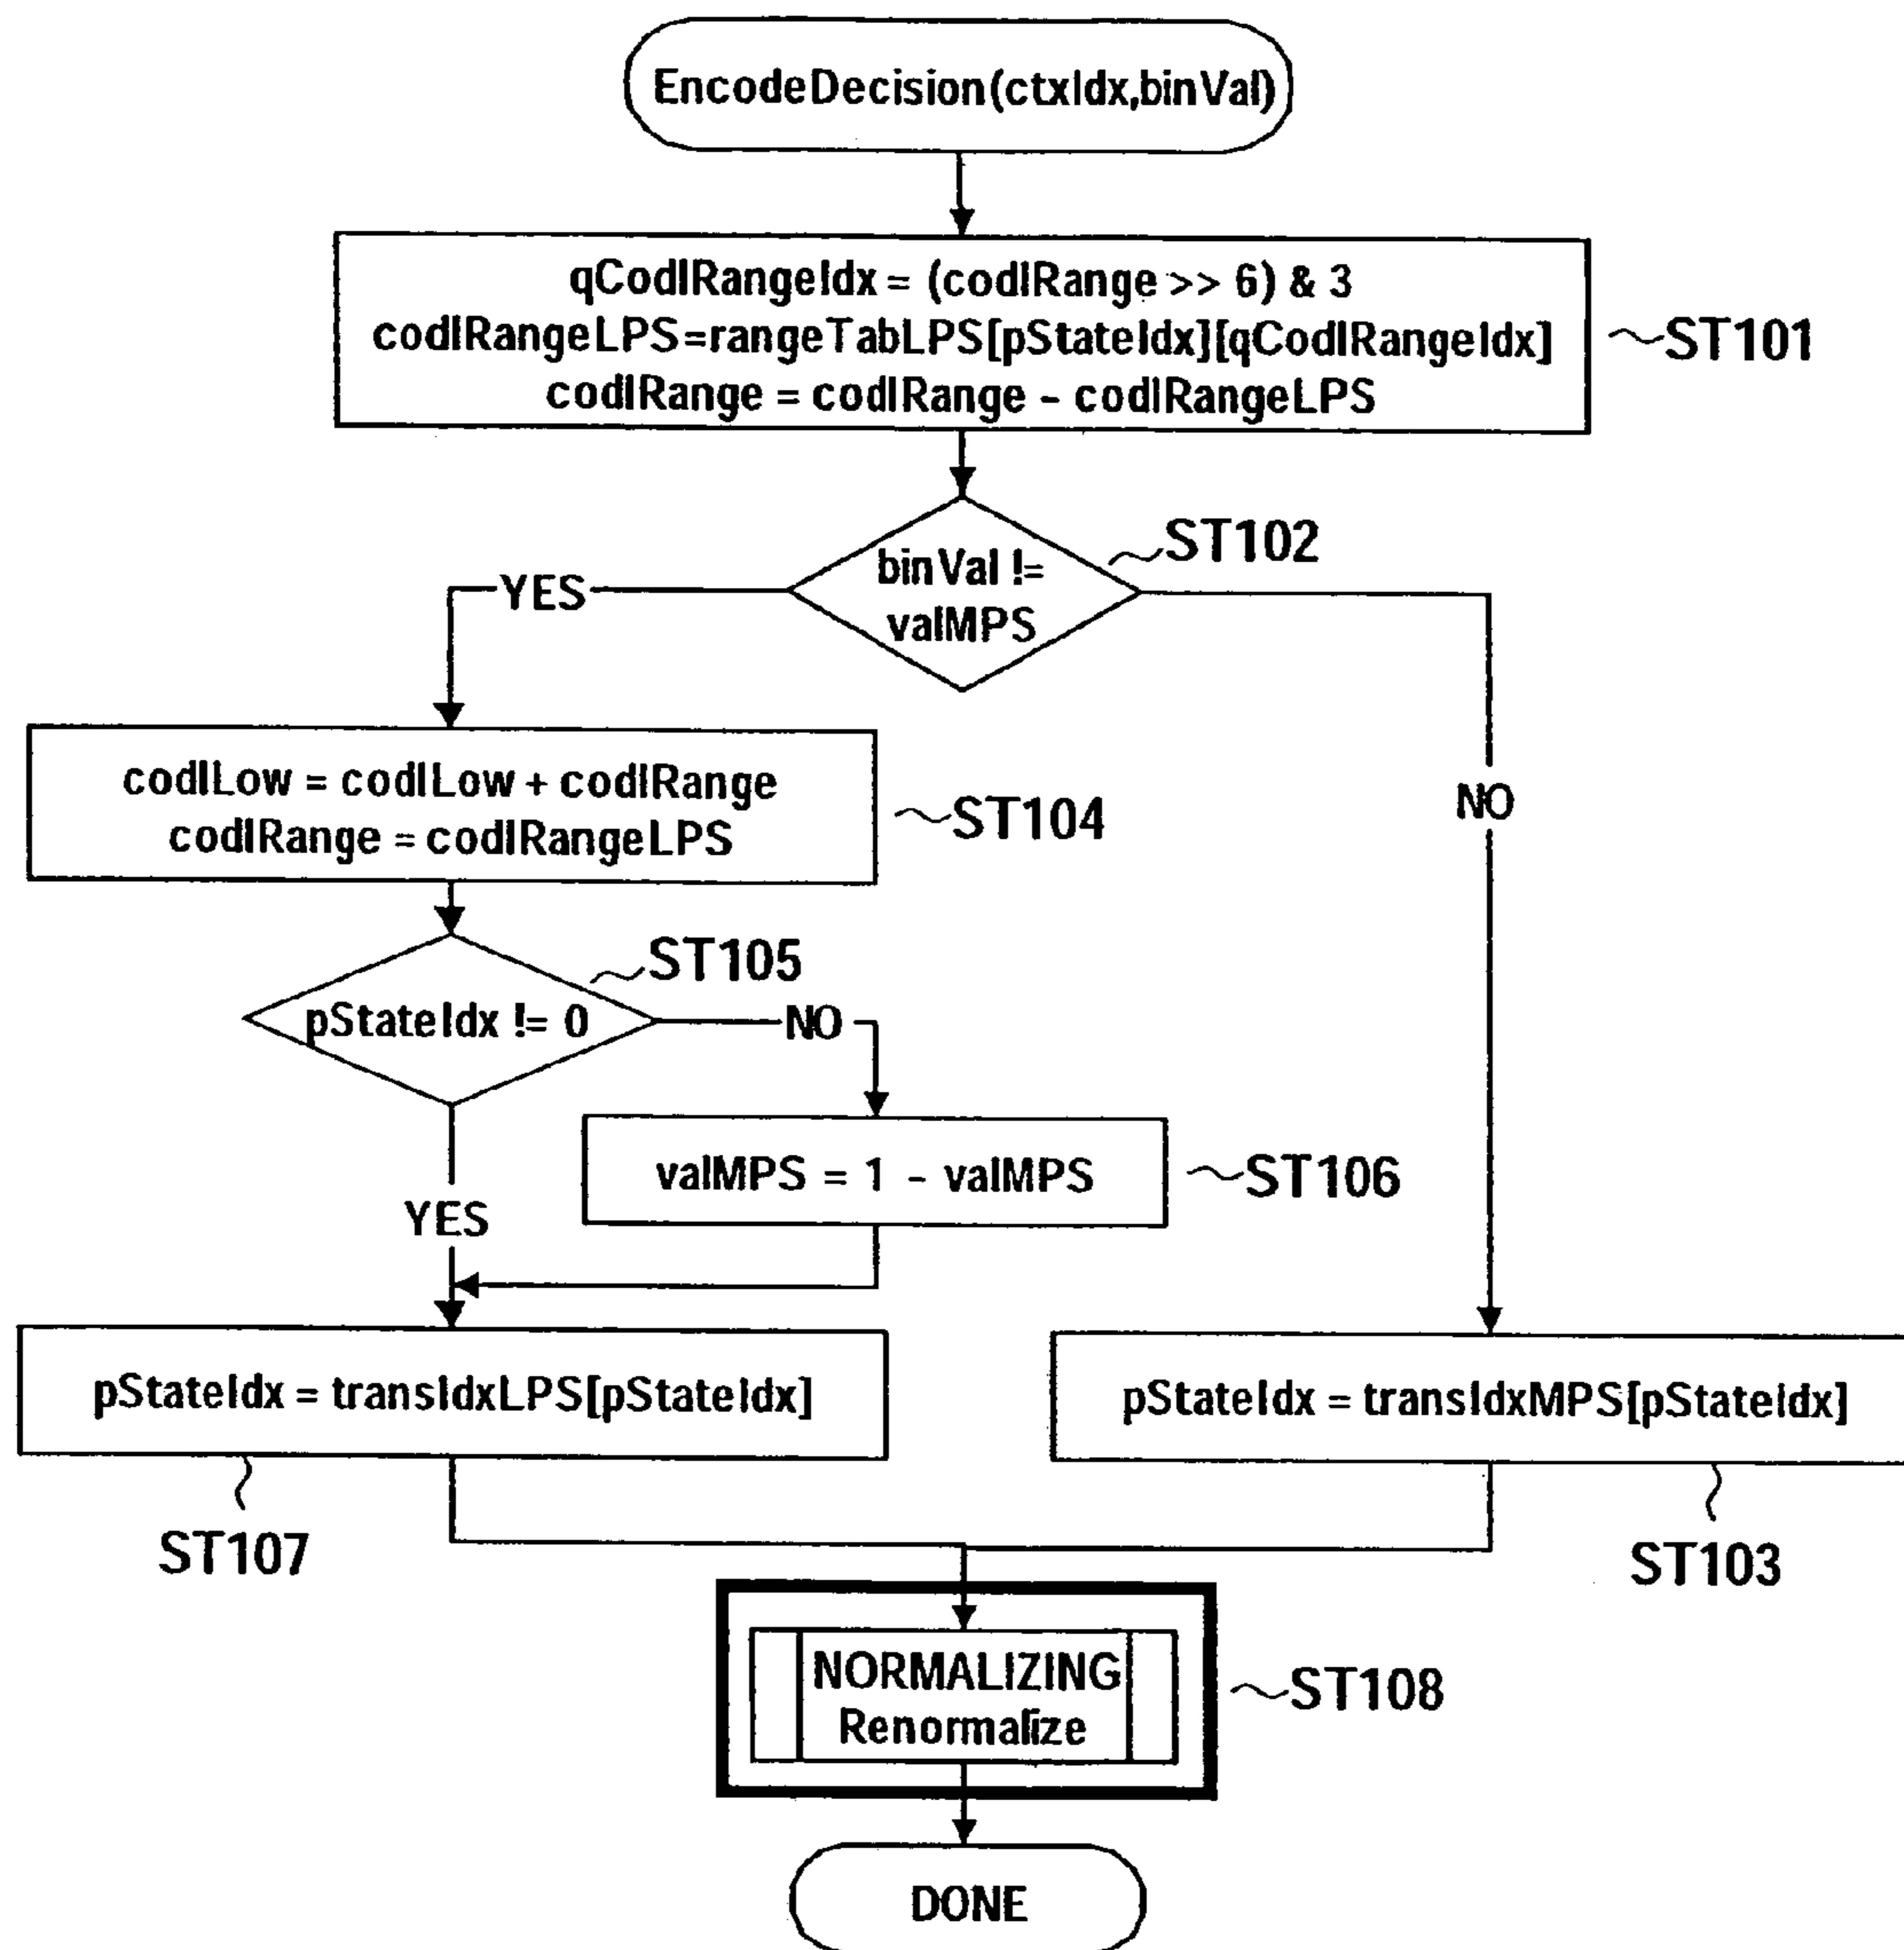 EncodeDecision(ctxIdx,binVal)
qCodIRangeIdx = (codIRange >> 6) & 3
codIRangeLPS=rangeTabLPS[pStateIdx][qCodIRangeIdx]
codIRange = codIRange - codIRangeLPS
ST101
binVal !=
valMPS
ST102
YES
NO
codILow = codILow + codIRange
codIRange = codIRangeLPS
ST104
pStateIdx != 0
ST105
NO
valMPS = 1 - valMPS
ST106
YES
pStateIdx = transIdxLPS[pStateIdx]
pStateIdx = transIdxMPS[pStateIdx]
ST107
ST103
NORMALIZING
Renormalize
ST108
DONE